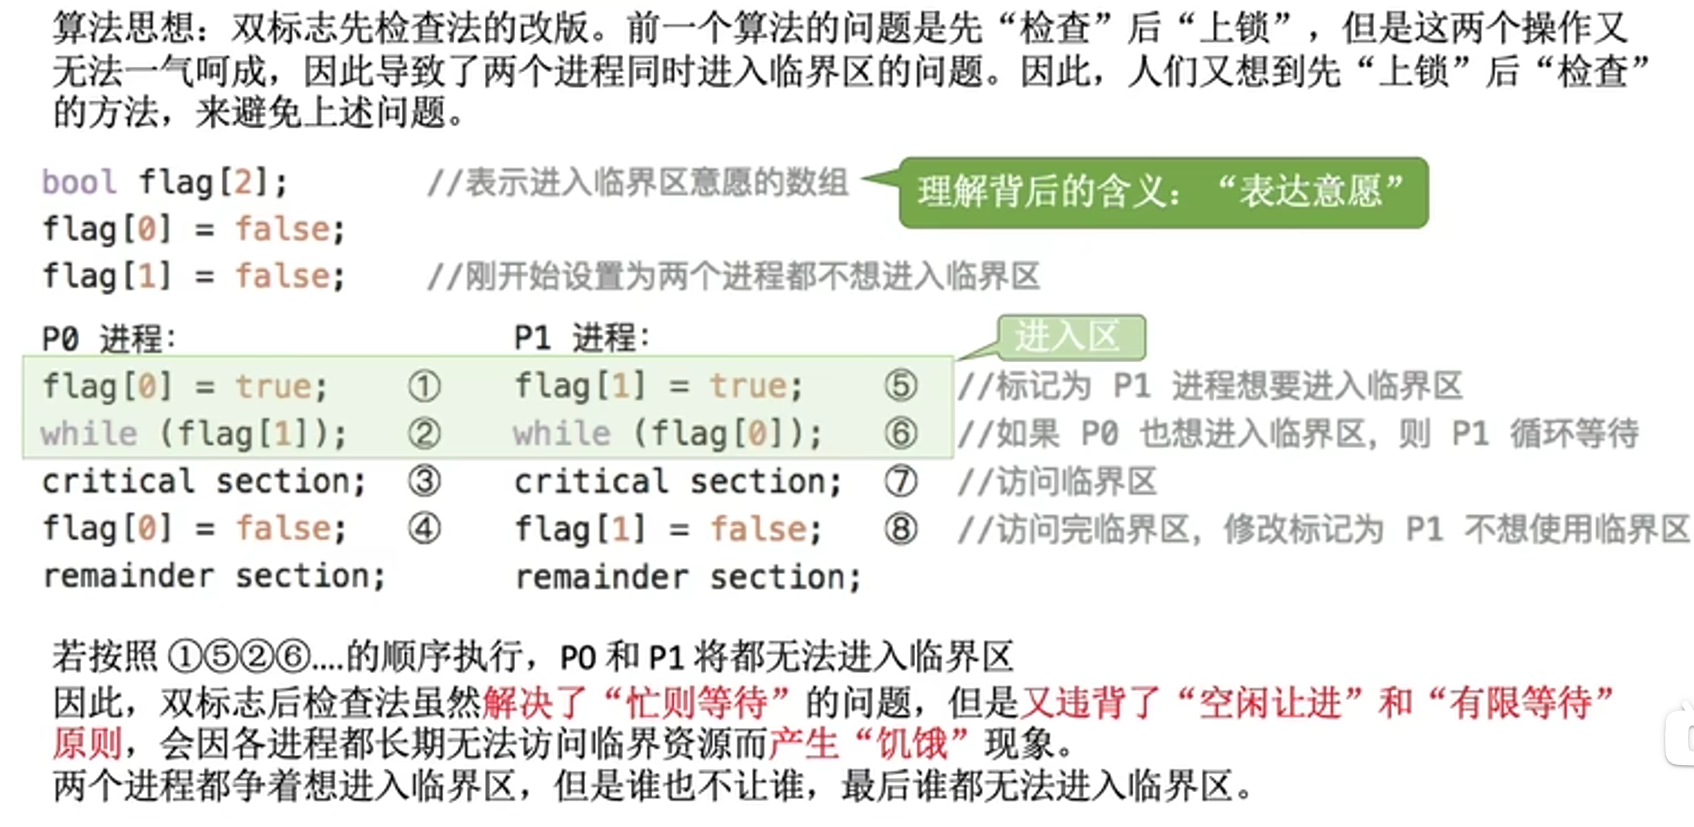 算法思想：双标志先检查法的改版。前一个算法的问题是先“检查”后“上锁”，但是这两个操作又
无法一气呵成，因此导致了两个进程同时进入临界区的问题。因此，人们又想到先“上锁”后“检查”
的方法，来避免上述问题。
bool flag[2]; //表示进入临界区意愿的数组
理解背后的含义：“表达意愿”
flag[0] = false;
flag[1] = false; //刚开始设置为两个进程都不想进入临界区
P0 进程： P1 进程：
进入区
flag[0] = true; ① flag[1] = true; ⑤ //标记为 P1 进程想要进入临界区
while (flag[1]); ② while (flag[0]); ⑥ //如果 P0 也想进入临界区，则 P1 循环等待
critical section; ③ critical section; ⑦ //访问临界区
flag[0] = false; ④ flag[1] = false; ⑧ //访问完临界区，修改标记为 P1 不想使用临界区
remainder section; remainder section;
若按照 ①⑤②⑥....的顺序执行，P0 和 P1 将都无法进入临界区
因此，双标志后检查法虽然解决了“忙则等待”的问题，但是又违背了“空闲让进”和“有限等待”
原则，会因各进程都长期无法访问临界资源而产生“饥饿”现象。
两个进程都争着想进入临界区，但是谁也不让谁，最后谁都无法进入临界区。